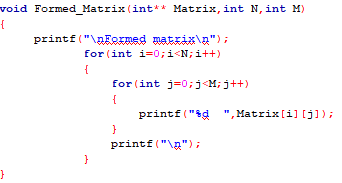 void Formed_Matrix(int** Matrix,int N,int M)
{
    printf("\nFormed matrix\n");
        for(int i=0;i<N;i++)
        {
            for(int j=0;j<M;j++)
            {
                printf("%d  ",Matrix[i][j]);
            }
            printf("\n");
        }
}